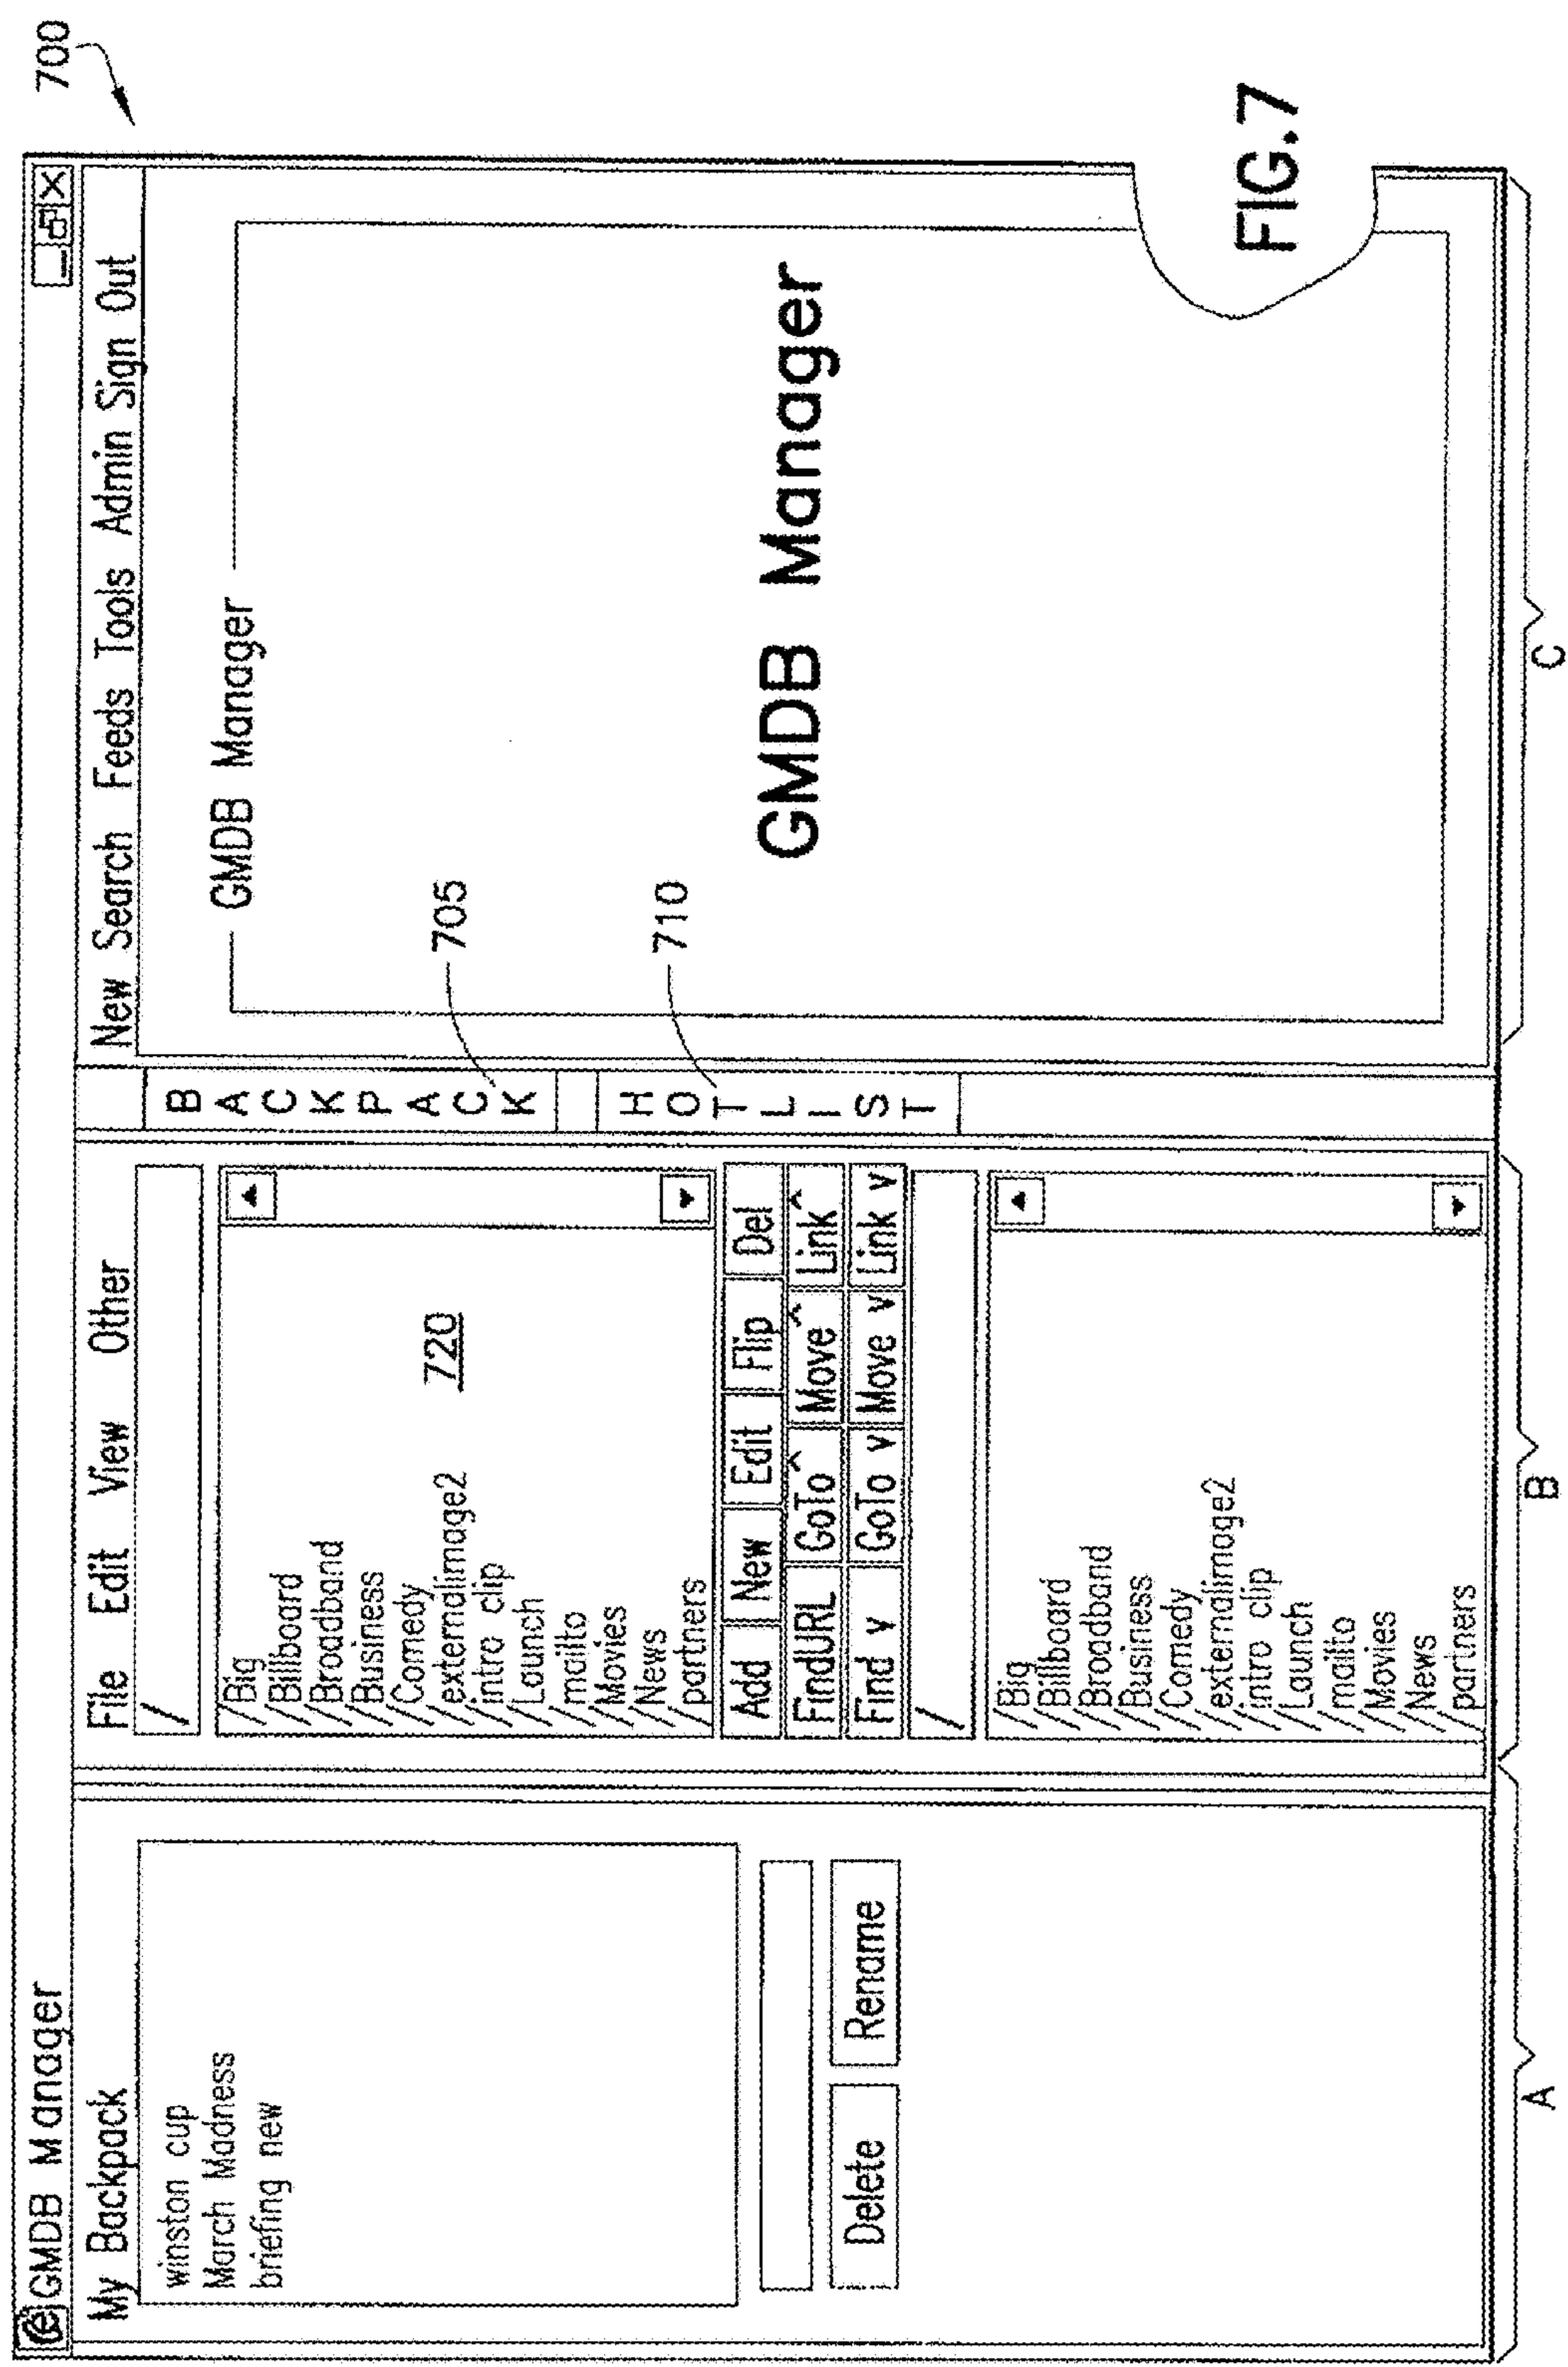 700
GMDB Manager
My Backpack
winston cup
March Madness
briefing new
Delete Rename
A
File Edit View Other
/
//Big
//Billboard
//Broadband
//Business
//Comedy
//externalimage2
//intro clip
//Launch
//mailto
//Movies
//News
//partners
720
Add New Edit Flip Del
FindURL GoTo^ Move^ Link^
Find v GoTo v Move v Link v
/
//Big
//Billboard
//Broadband
//Business
//Comedy
//externalimage2
//intro clip
//Launch
//mailto
//Movies
//News
//partners
B
BACKPACK
705
HOTLIST
710
New Search Feeds Tools Admin Sign Out
GMDB Manager
GMDB Manager
C
FIG.7